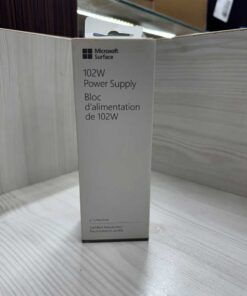 Microsoft
Surface
102W
Power Supply
Bloc
d'alimentation
de 102W